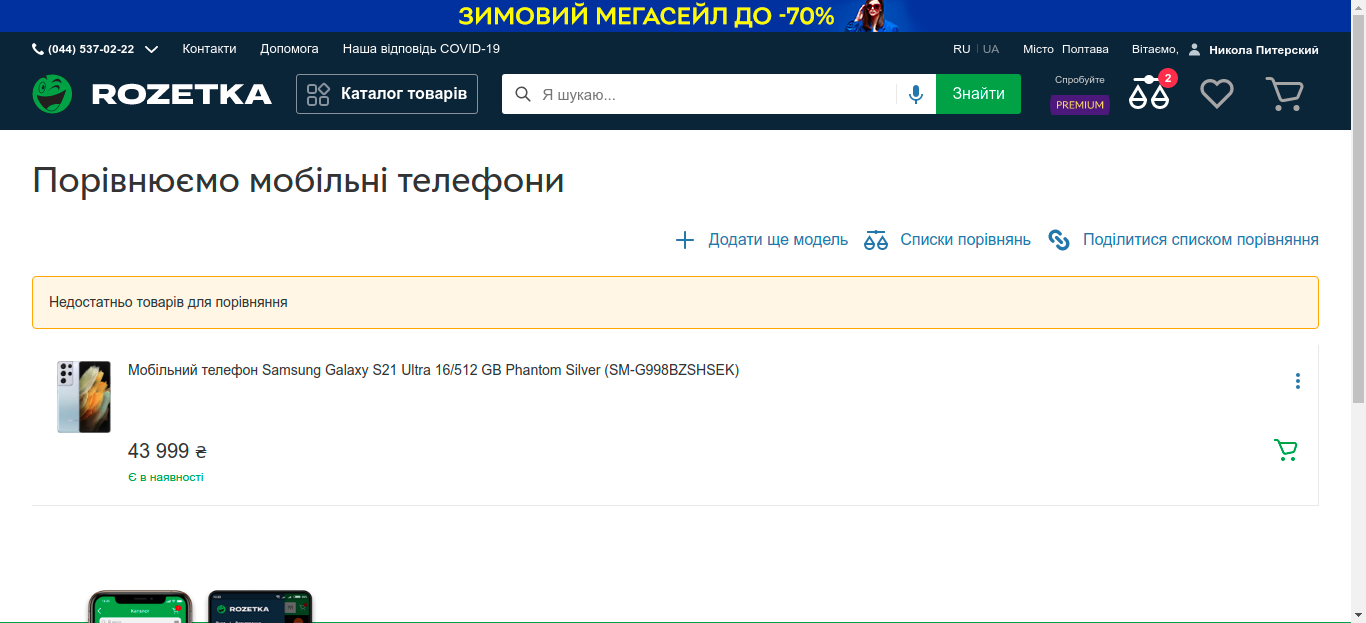 ЗИМОВИЙ МЕГАСЕЙЛ ДО -70%
(044) 537-02-22 Контакти Допомога Наша відповідь COVID-19 RU UA Місто Полтава Вітаємо, Никола Питерский
ROZETKA Каталог товарів Я шукаю... Знайти Спробуйте PREMIUM 2
Порівнюємо мобільні телефони
Додати ще модель Списки порівнянь Поділитися списком порівняння
Недостатньо товарів для порівняння
Мобільний телефон Samsung Galaxy S21 Ultra 16/512 GB Phantom Silver (SM-G998BZSHSEK)
43 999 ₴
Є в наявності
Каталог ROZETKA